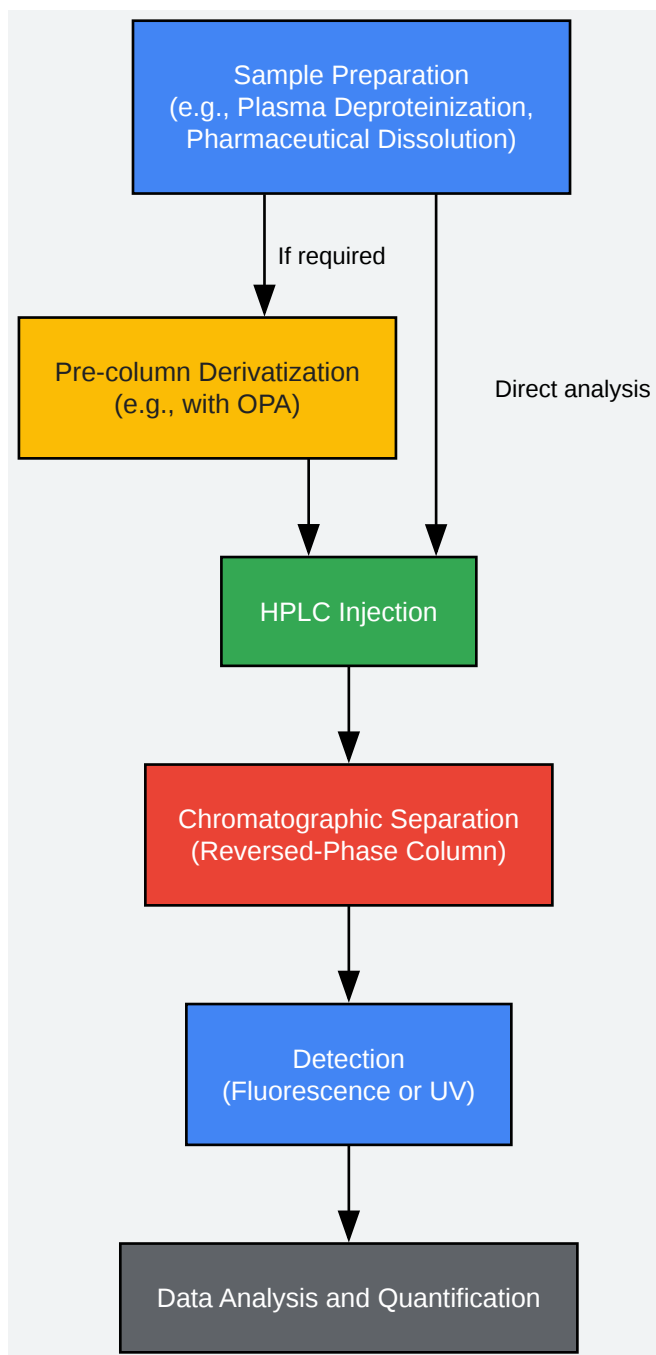 Sample Preparation
(e.g., Plasma Deproteinization,
Pharmaceutical Dissolution)
If required
Pre-column Derivatization
(e.g., with OPA)
Direct analysis
HPLC Injection
Chromatographic Separation
(Reversed-Phase Column)
Detection
(Fluorescence or UV)
Data Analysis and Quantification